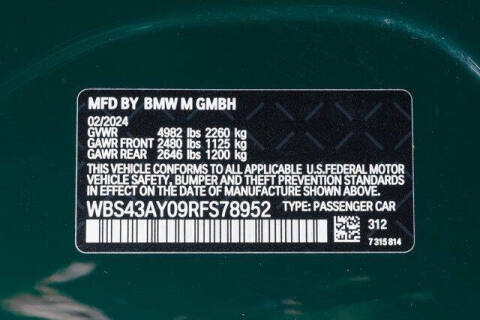 MFD BY BMW M GMBH
02/2024
GVWR 4982 lbs 2260 kg
GAWR FRONT 2480 lbs 1125 kg
GAWR REAR 2646 lbs 1200 kg
THIS VEHICLE CONFORMS TO ALL APPLICABLE U.S.FEDERAL MOTOR
VEHICLE SAFETY, BUMPER AND THEFT PREVENTION STANDARDS
IN EFFECT ON THE DATE OF MANUFACTURE SHOWN ABOVE.
WBS43AY09RFS78952 TYPE: PASSENGER CAR
312
7 315 814